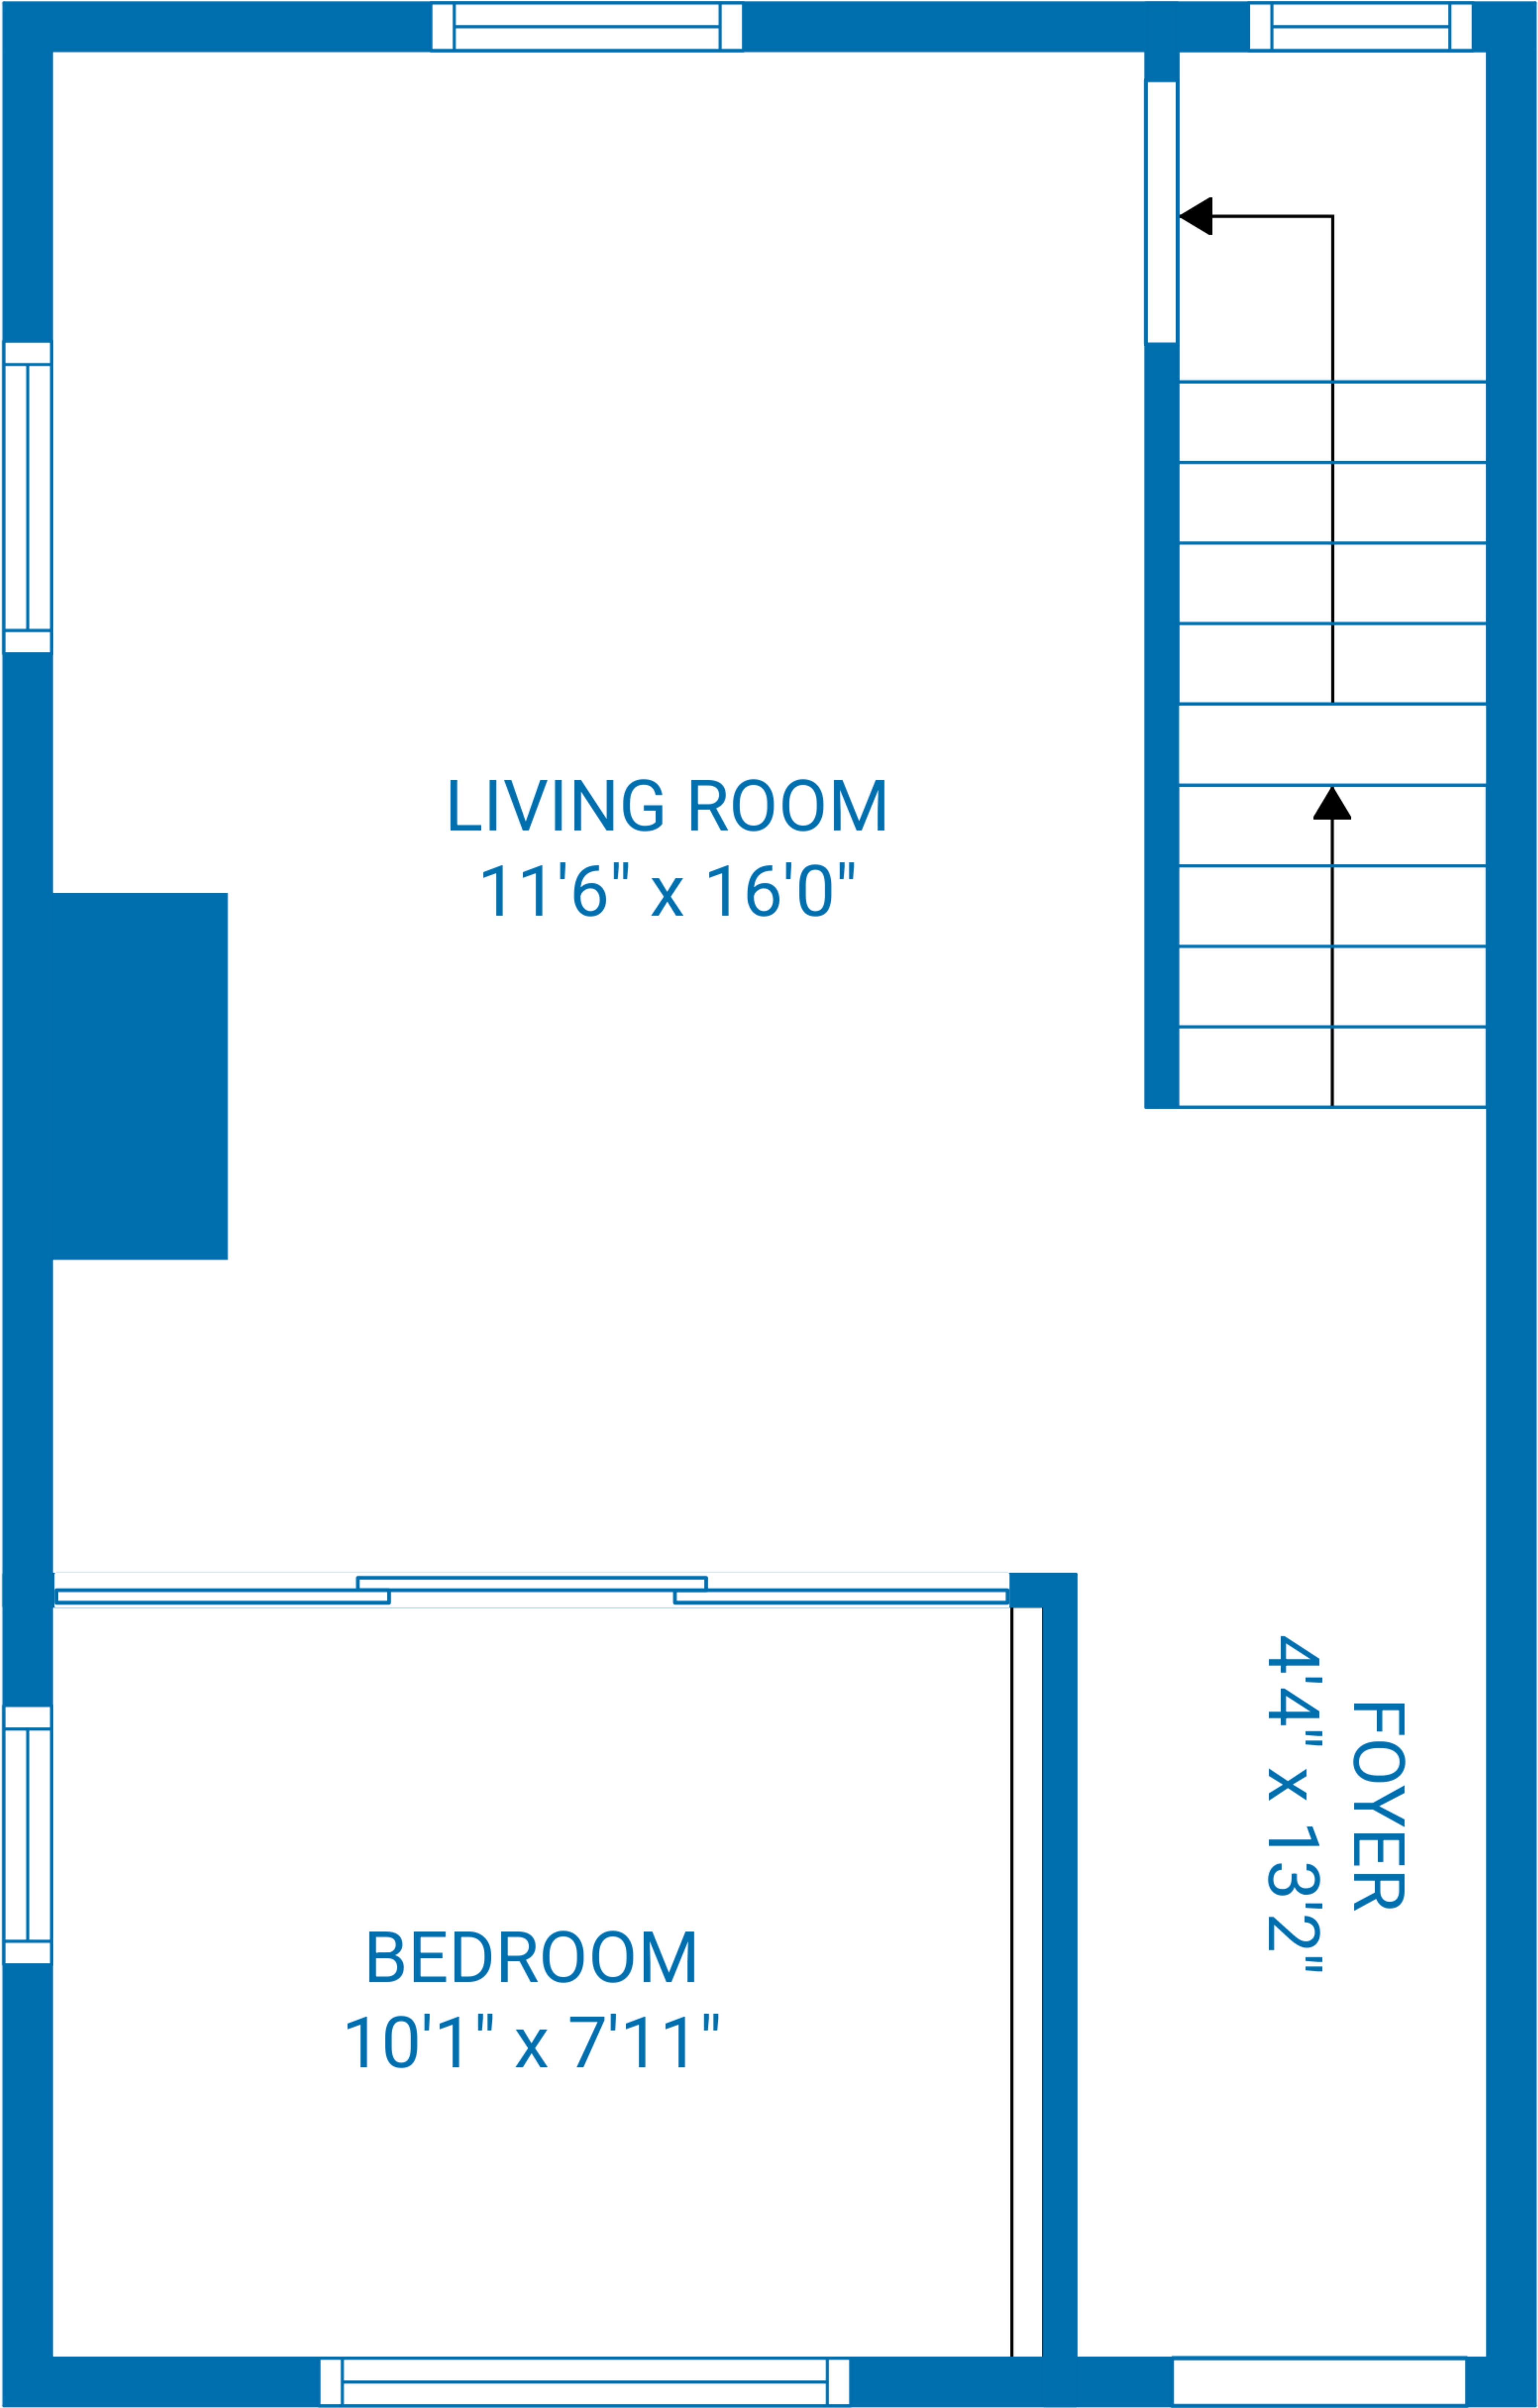 LIVING ROOM
11'6" x 16'0"
FOYER
4'4" x 13'2"
BEDROOM
10'1" x 7'11"